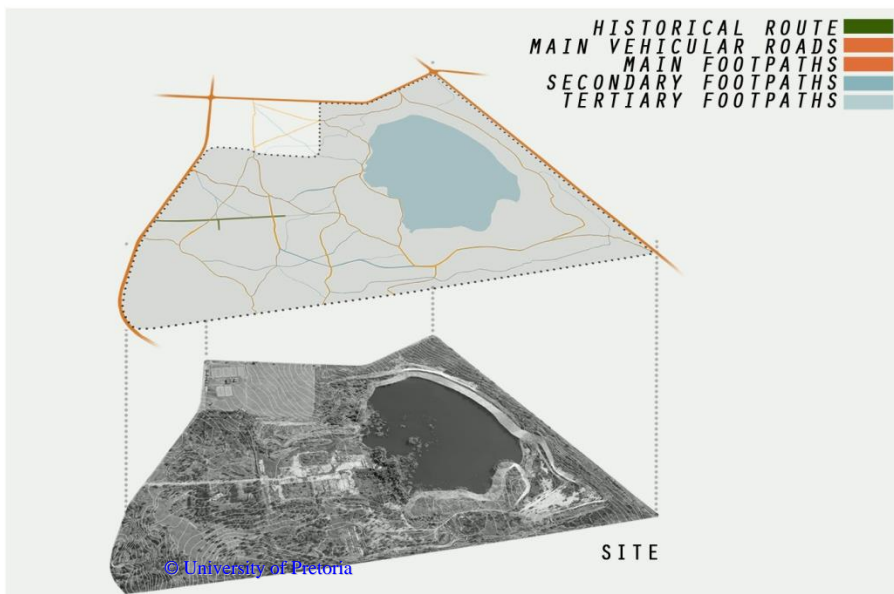 HISTORICAL ROUTE
MAIN VEHICULAR ROADS
MAIN FOOTPATHS
SECONDARY FOOTPATHS
TERTIARY FOOTPATHS
SITE
© University of Pretoria